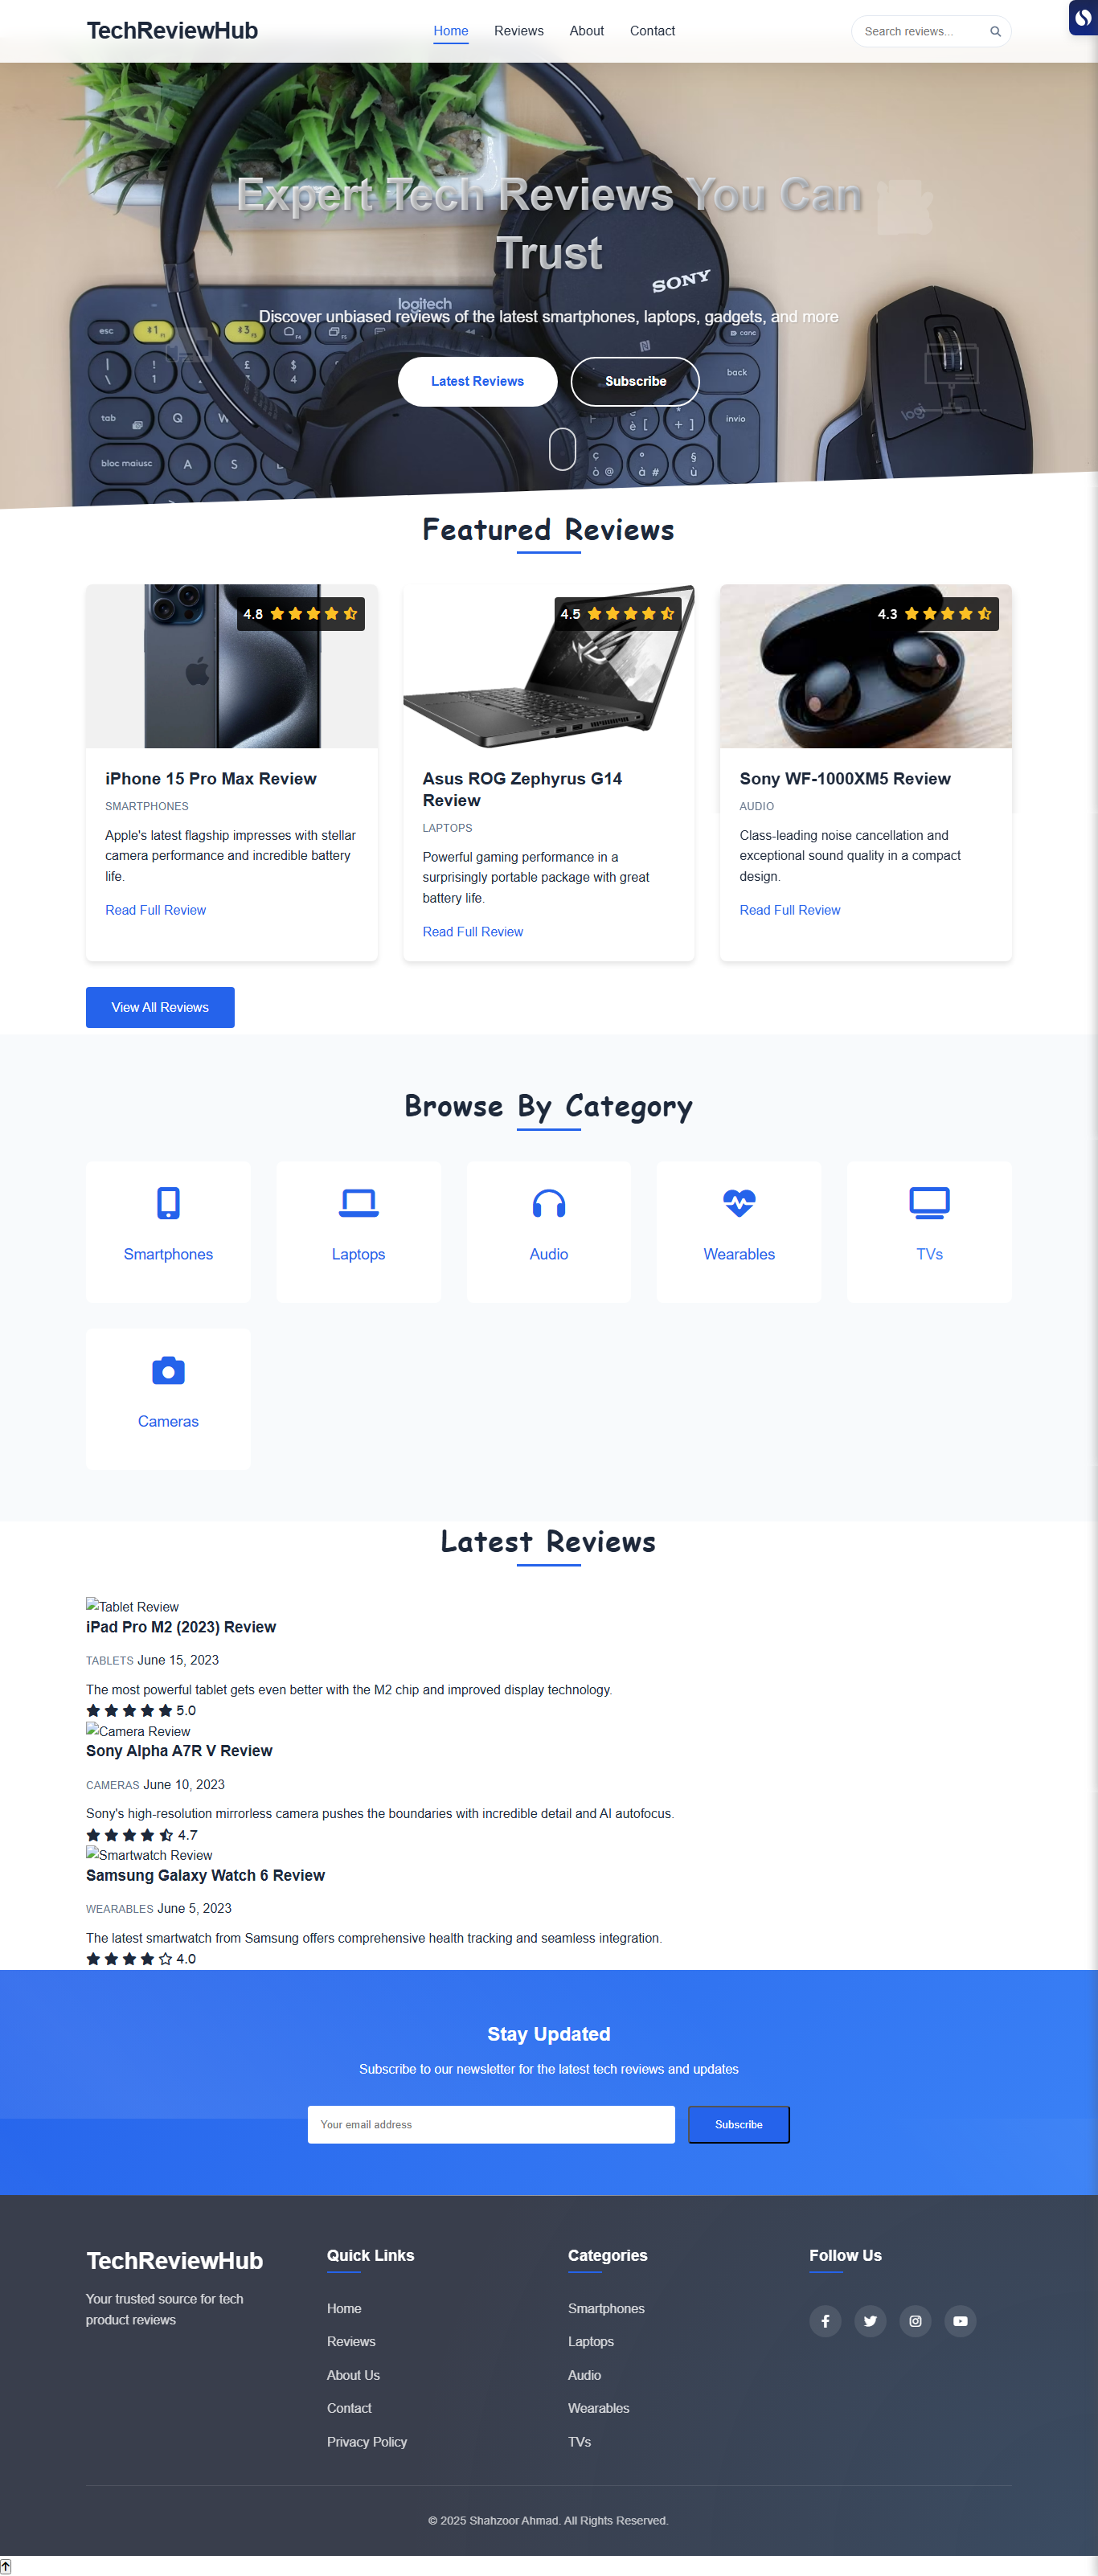 TechReviewHub
Home Reviews About Contact
Search reviews...
Expert Tech Reviews You Can
Trust
SONY
logitech
Discover unbiased reviews of the latest smartphones, laptops, gadgets, and more
Latest Reviews
Subscribe
esc
canc
back
tab Q
invio
bloc maiusc A S
logi
Featured Reviews
4.8
4.5
4.3
iPhone 15 Pro Max Review
SMARTPHONES
Apple's latest flagship impresses with stellar
camera performance and incredible battery
life.
Read Full Review
Asus ROG Zephyrus G14
Review
LAPTOPS
Powerful gaming performance in a
surprisingly portable package with great
battery life.
Read Full Review
Sony WF-1000XM5 Review
AUDIO
Class-leading noise cancellation and
exceptional sound quality in a compact
design.
Read Full Review
View All Reviews
Browse By Category
Smartphones
Laptops
Audio
Wearables
TVs
Cameras
Latest Reviews
Tablet Review
iPad Pro M2 (2023) Review
TABLETS June 15, 2023
The most powerful tablet gets even better with the M2 chip and improved display technology.
5.0
Camera Review
Sony Alpha A7R V Review
CAMERAS June 10, 2023
Sony's high-resolution mirrorless camera pushes the boundaries with incredible detail and AI autofocus.
4.7
Smartwatch Review
Samsung Galaxy Watch 6 Review
WEARABLES June 5, 2023
The latest smartwatch from Samsung offers comprehensive health tracking and seamless integration.
4.0
Stay Updated
Subscribe to our newsletter for the latest tech reviews and updates
Your email address
Subscribe
TechReviewHub
Your trusted source for tech
product reviews
Quick Links
Home
Reviews
About Us
Contact
Privacy Policy
Categories
Smartphones
Laptops
Audio
Wearables
TVs
Follow Us
© 2025 Shahzoor Ahmad. All Rights Reserved.